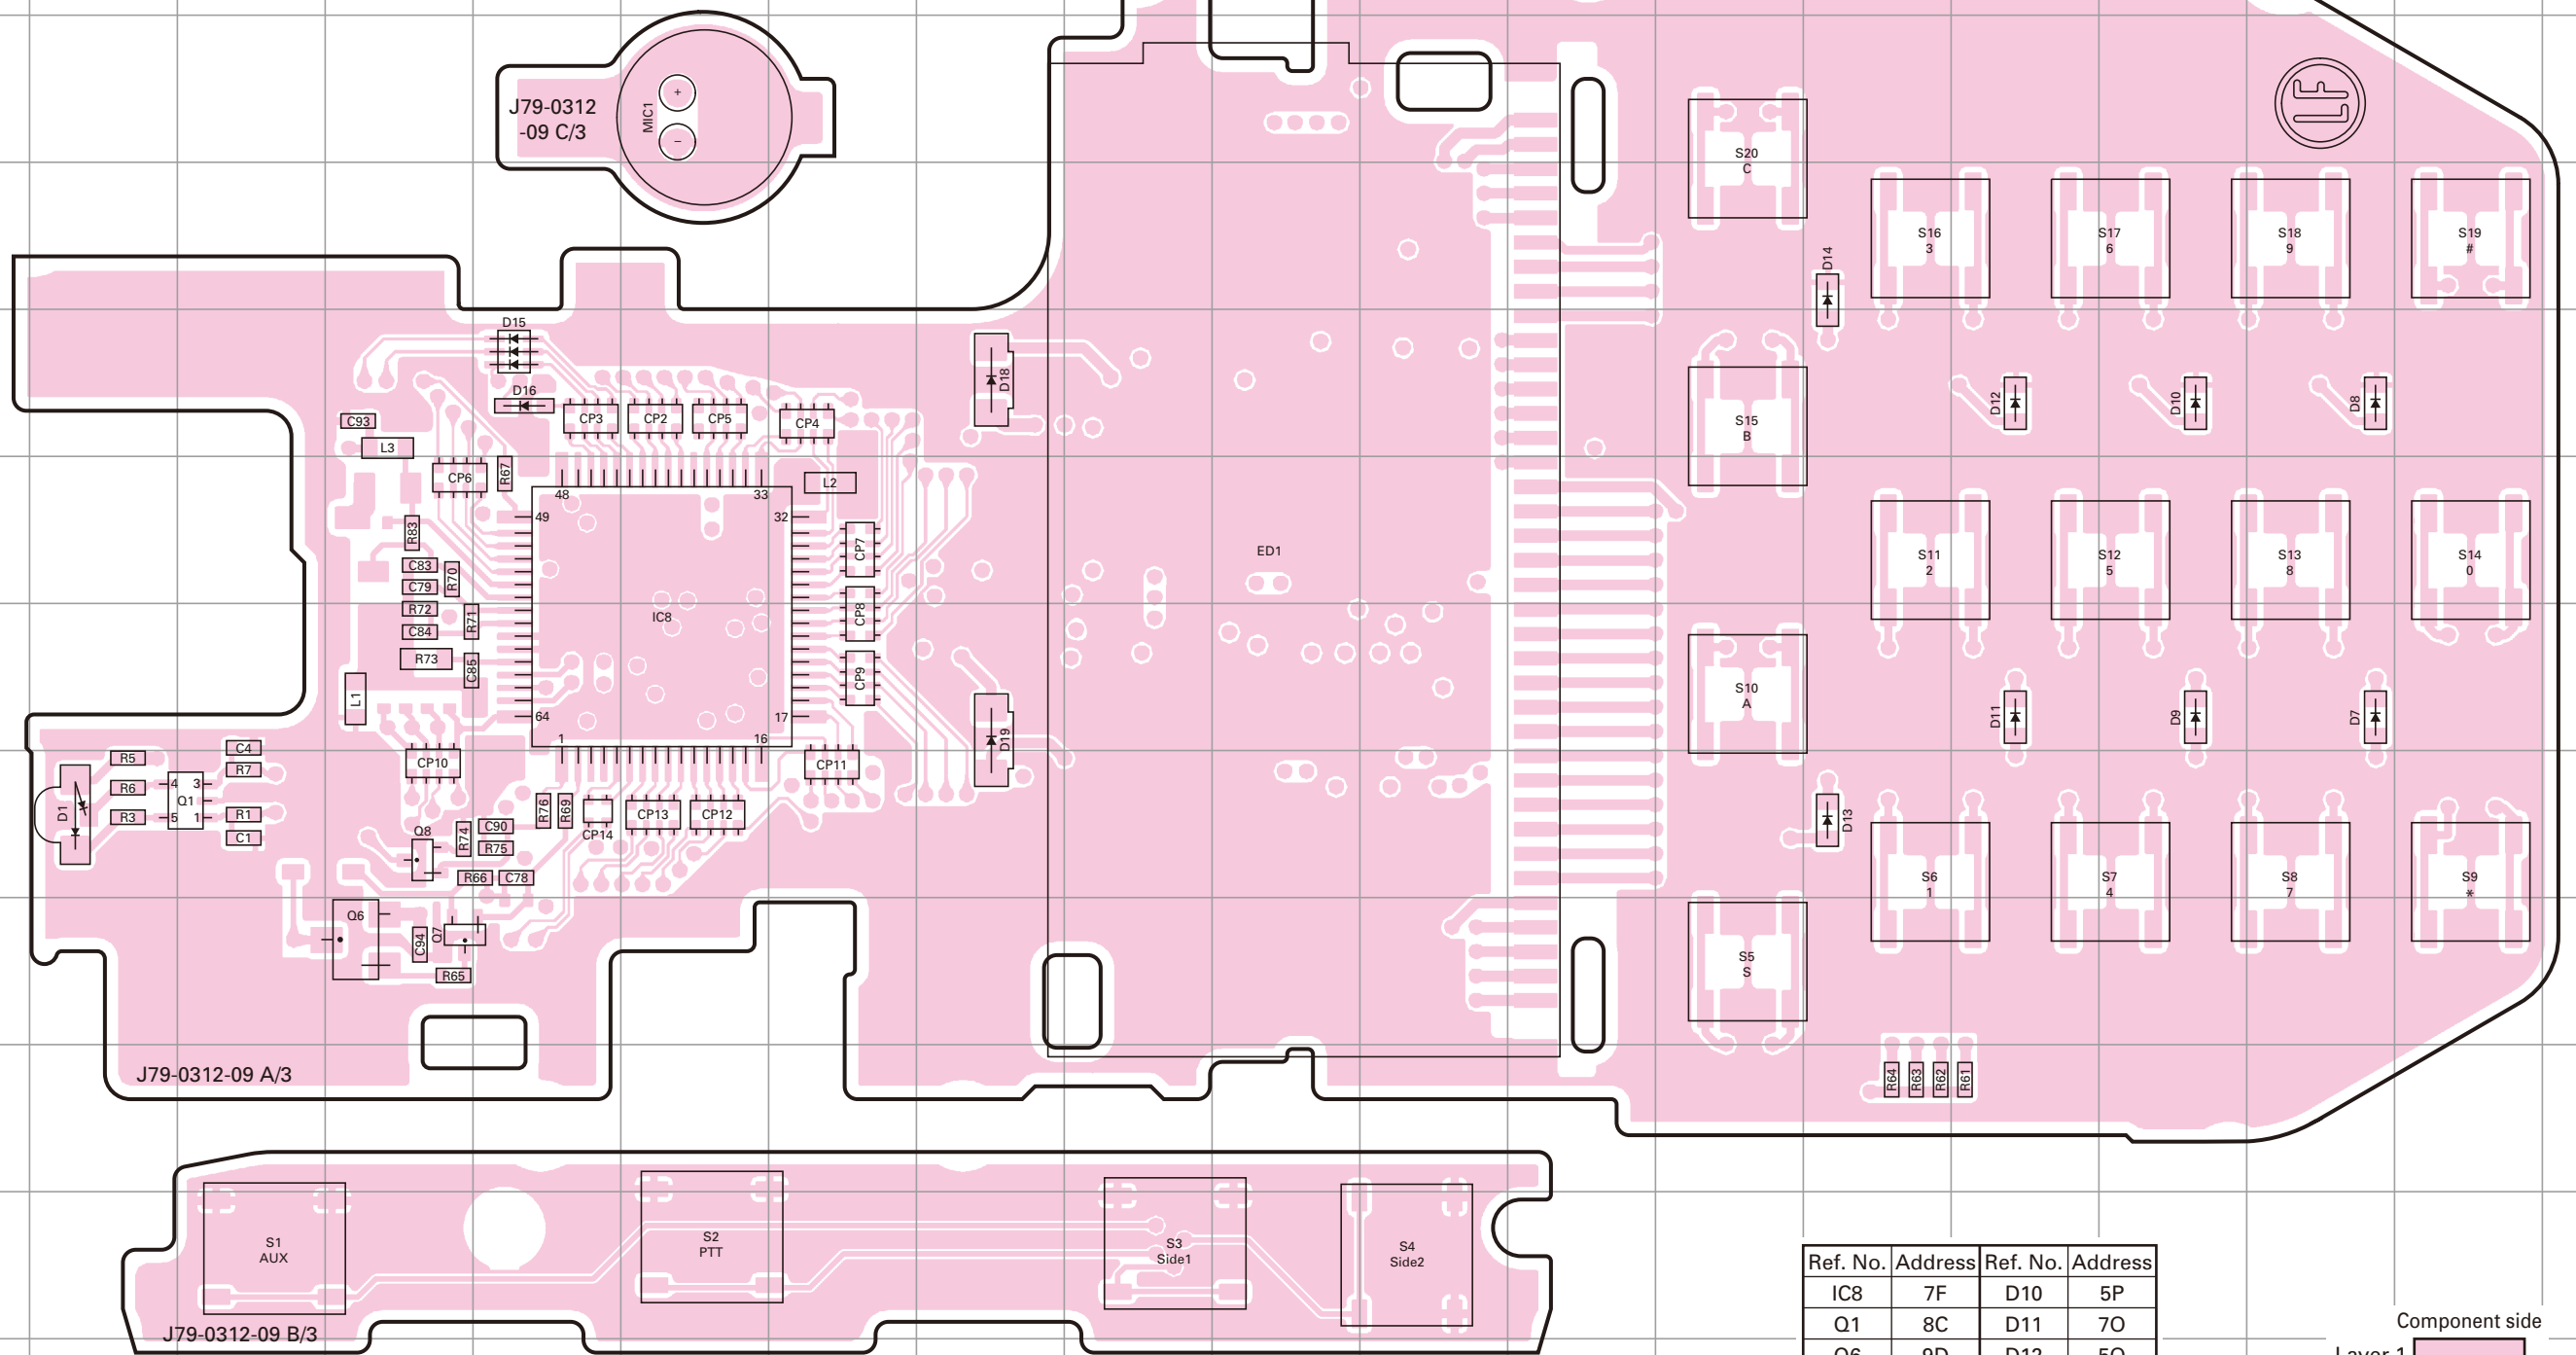 J79-0312
-09 C/3
MIC1
+
−
LF
S20
C
S16
3
S17
6
S18
9
S19
#
D14
D15
D16
D18
C93
L3
CP3
CP2
CP5
CP4
CP6
R67
L2
48
33
49
32
S15
B
D12
D10
D8
R83
C83
C79
R70
R72
R71
C84
R73
C85
CP7
CP8
CP9
IC8
ED1
S11
2
S12
5
S13
8
S14
0
L1
64
17
1
16
S10
A
D11
D9
D7
D19
R5
R6
R3
D1
4
3
Q1
5
1
C4
R7
R1
C1
CP10
CP11
R76
R69
CP14
CP13
CP12
Q8
R74
C90
R75
R66
C78
D13
S6
1
S7
4
S8
7
S9
*
Q6
C94
Q7
R65
S5
S
R64
R63
R62
R61
J79-0312-09 A/3
S1
AUX
S2
PTT
S3
Side1
S4
Side2
J79-0312-09 B/3
Ref. No. Address Ref. No. Address
IC8 7F D10 5P
Q1 8C D11 7O
Component side